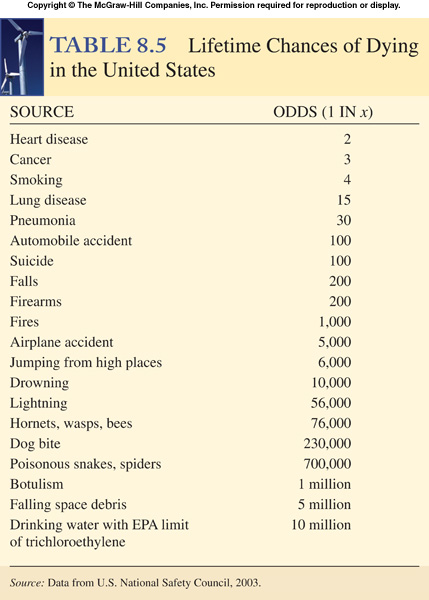 Copyright © The McGraw-Hill Companies, Inc. Permission required for reproduction or display.
TABLE 8.5 Lifetime Chances of Dying
in the United States
SOURCE ODDS (1 IN x)
Heart disease 2
Cancer 3
Smoking 4
Lung disease 15
Pneumonia 30
Automobile accident 100
Suicide 100
Falls 200
Firearms 200
Fires 1,000
Airplane accident 5,000
Jumping from high places 6,000
Drowning 10,000
Lightning 56,000
Hornets, wasps, bees 76,000
Dog bite 230,000
Poisonous snakes, spiders 700,000
Botulism 1 million
Falling space debris 5 million
Drinking water with EPA limit 10 million
of trichloroethylene
Source: Data from U.S. National Safety Council, 2003.